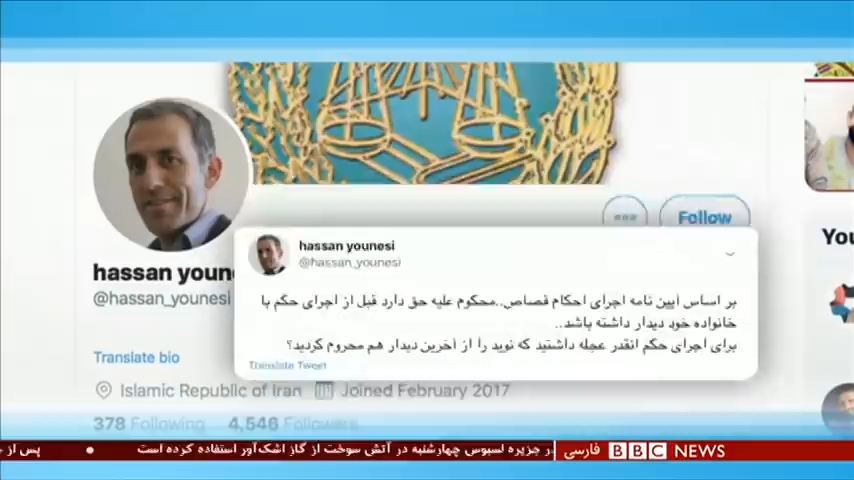 Follow
You
hassan youne
@hassan_younesi
Translate bio
Islamic Republic of Iran
Joined February 2017
378 Following
4,546 Followers
hassan younesi
@hassan_younesi
بر اساس آیین نامه اجرای احکام قصاص..محکوم علیه حق دارد قبل از اجرای حکم با
خانواده خود دیدار داشته باشد..
برای اجرای حکم انقدر عجله داشتید که نوید را از آخرین دیدار هم محروم کردید؟
Translate Tweet
در جزیره لسبوس چهارشنبه در آتش سوخت از گاز اشک‌آور استفاده کرده است
پس از
BBC NEWS فارسی